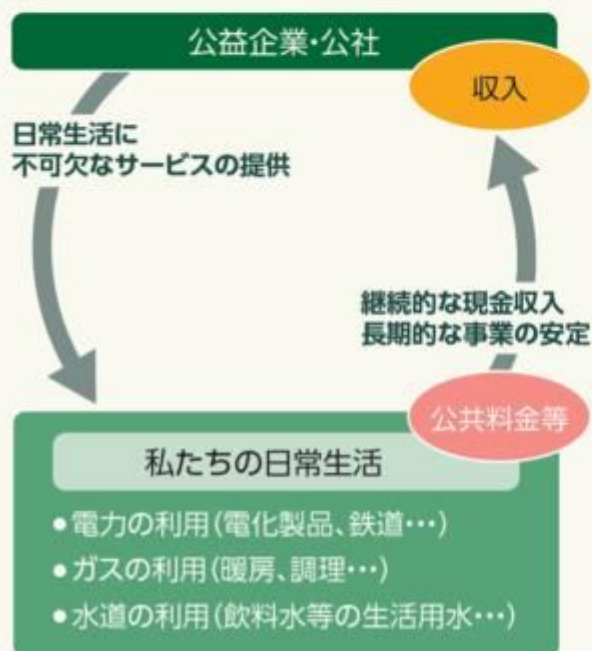 公益企業・公社
収入
日常生活に
不可欠なサービスの提供
継続的な現金収入
長期的な事業の安定
公共料金等
私たちの日常生活
●電力の利用(電化製品、鉄道・・・)
●ガスの利用(暖房、調理・・・)
●水道の利用(飲料水等の生活用水・・・)